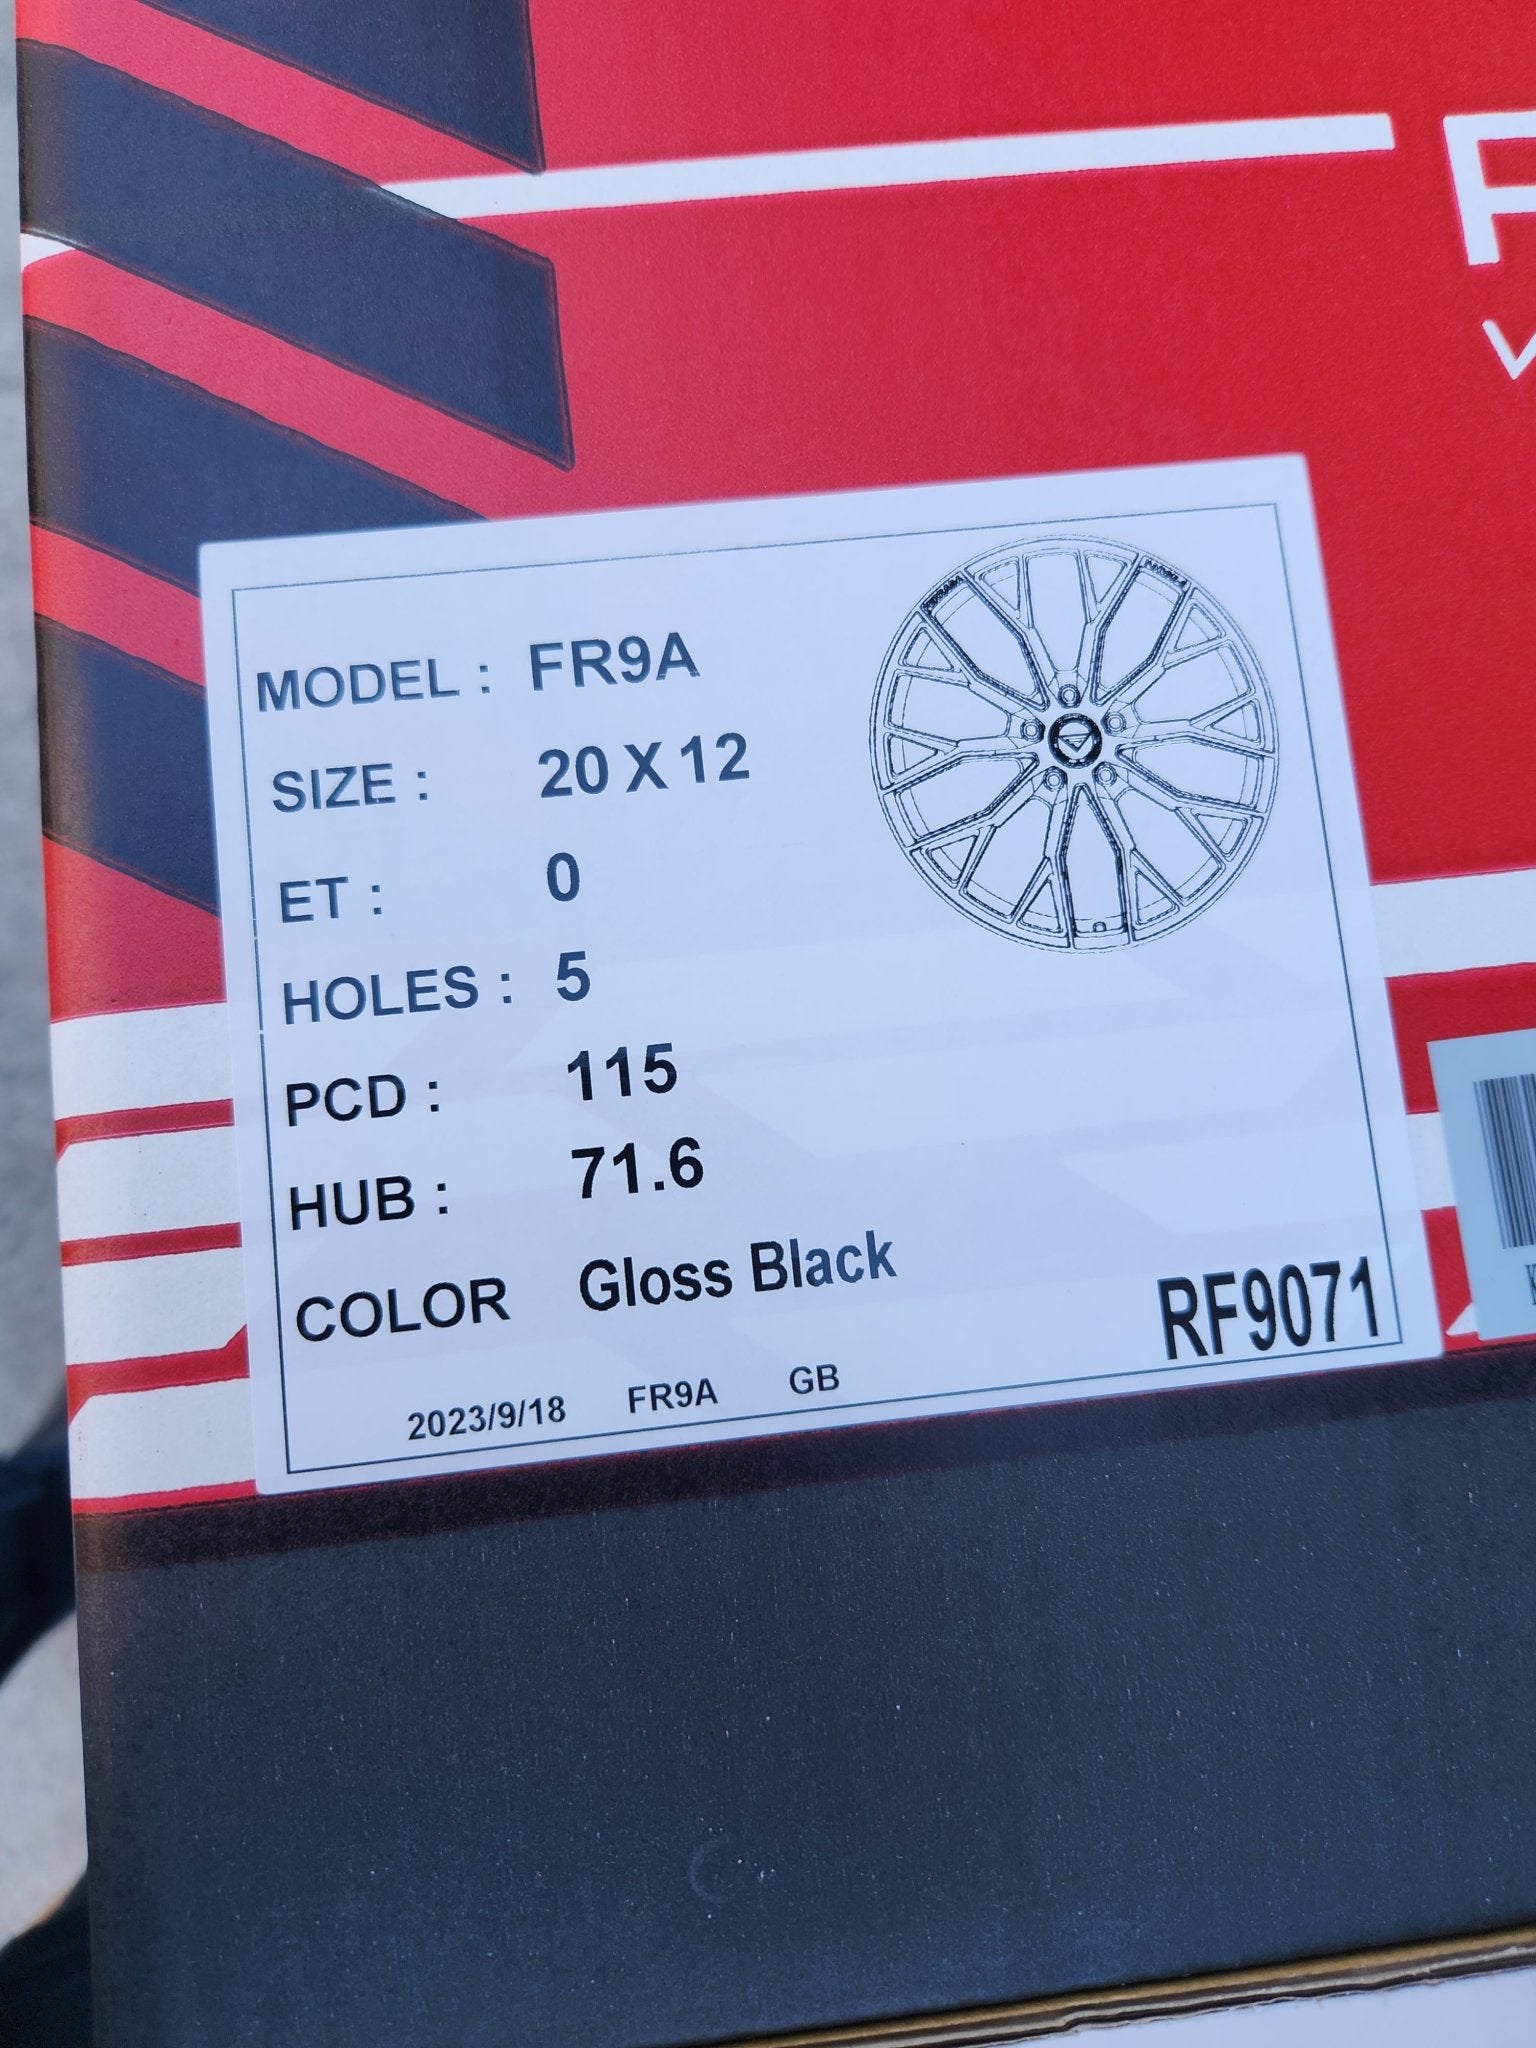 MODEL : FR9A
SIZE : 20 X 12
ET : 0
HOLES : 5
PCD : 115
HUB : 71.6
COLOR Gloss Black
RF9071
2023/9/18 FR9A GB